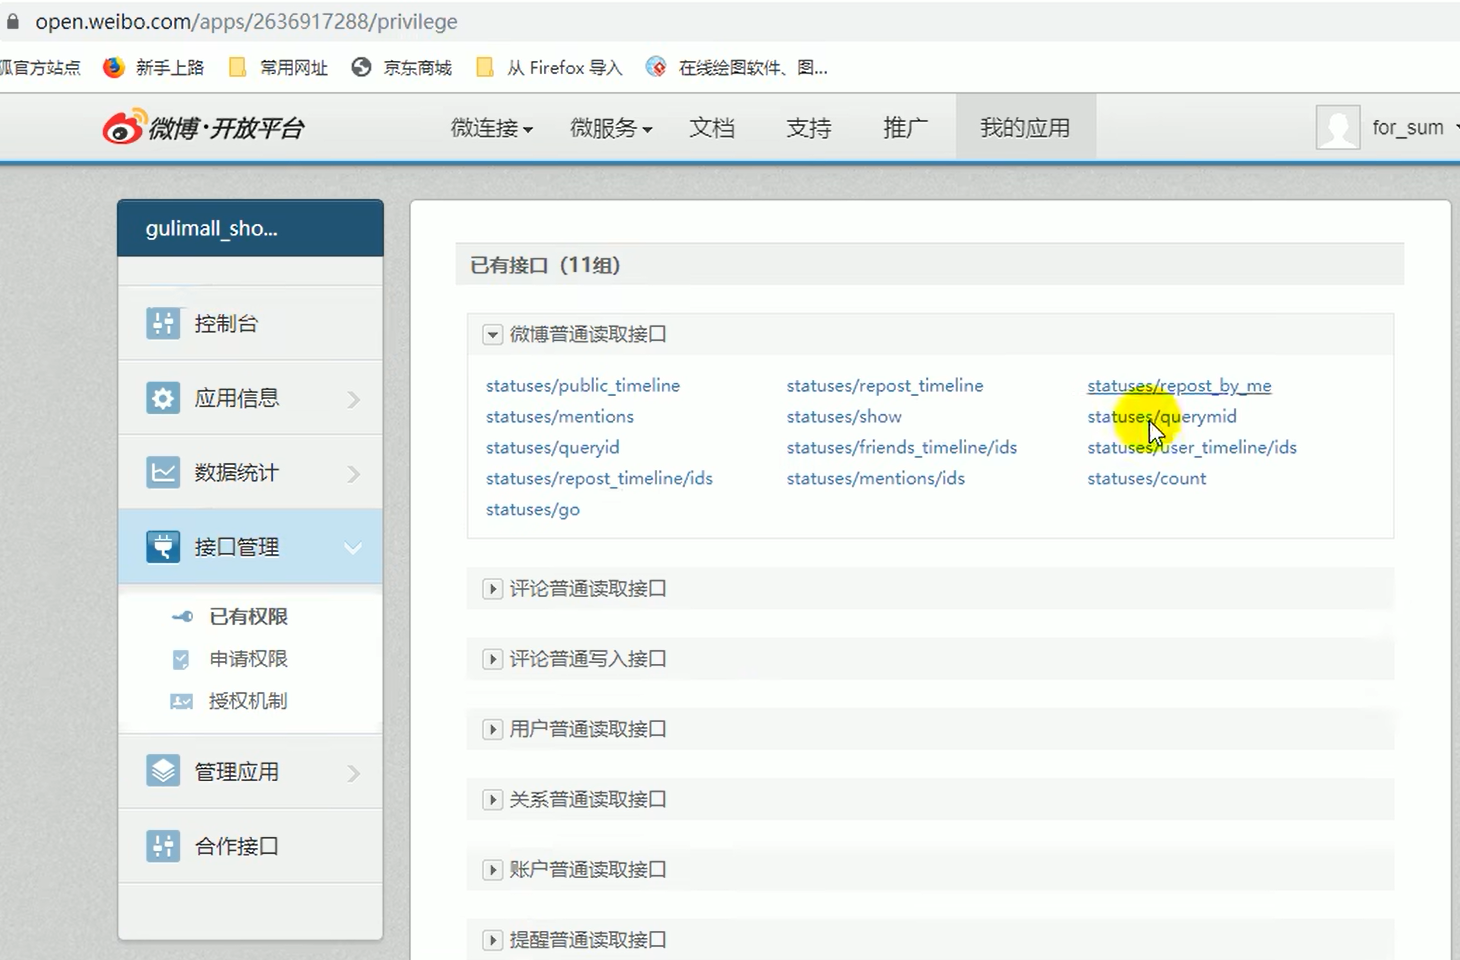 open.weibo.com/apps/2636917288/privilege
狐官方站点 新手上路 常用网址 京东商城 从 Firefox 导入 在线绘图软件、图...
微博·开放平台 微连接 微服务 文档 支持 推广 我的应用 for_sum
gulimall_sho...
控制台
应用信息
数据统计
接口管理
已有权限
申请权限
授权机制
管理应用
合作接口
已有接口（11组）
微博普通读取接口
statuses/public_timeline statuses/repost_timeline statuses/repost_by_me
statuses/mentions statuses/show statuses/querymid
statuses/queryid statuses/friends_timeline/ids statuses/user_timeline/ids
statuses/repost_timeline/ids statuses/mentions/ids statuses/count
statuses/go
评论普通读取接口
评论普通写入接口
用户普通读取接口
关系普通读取接口
账户普通读取接口
提醒普通读取接口